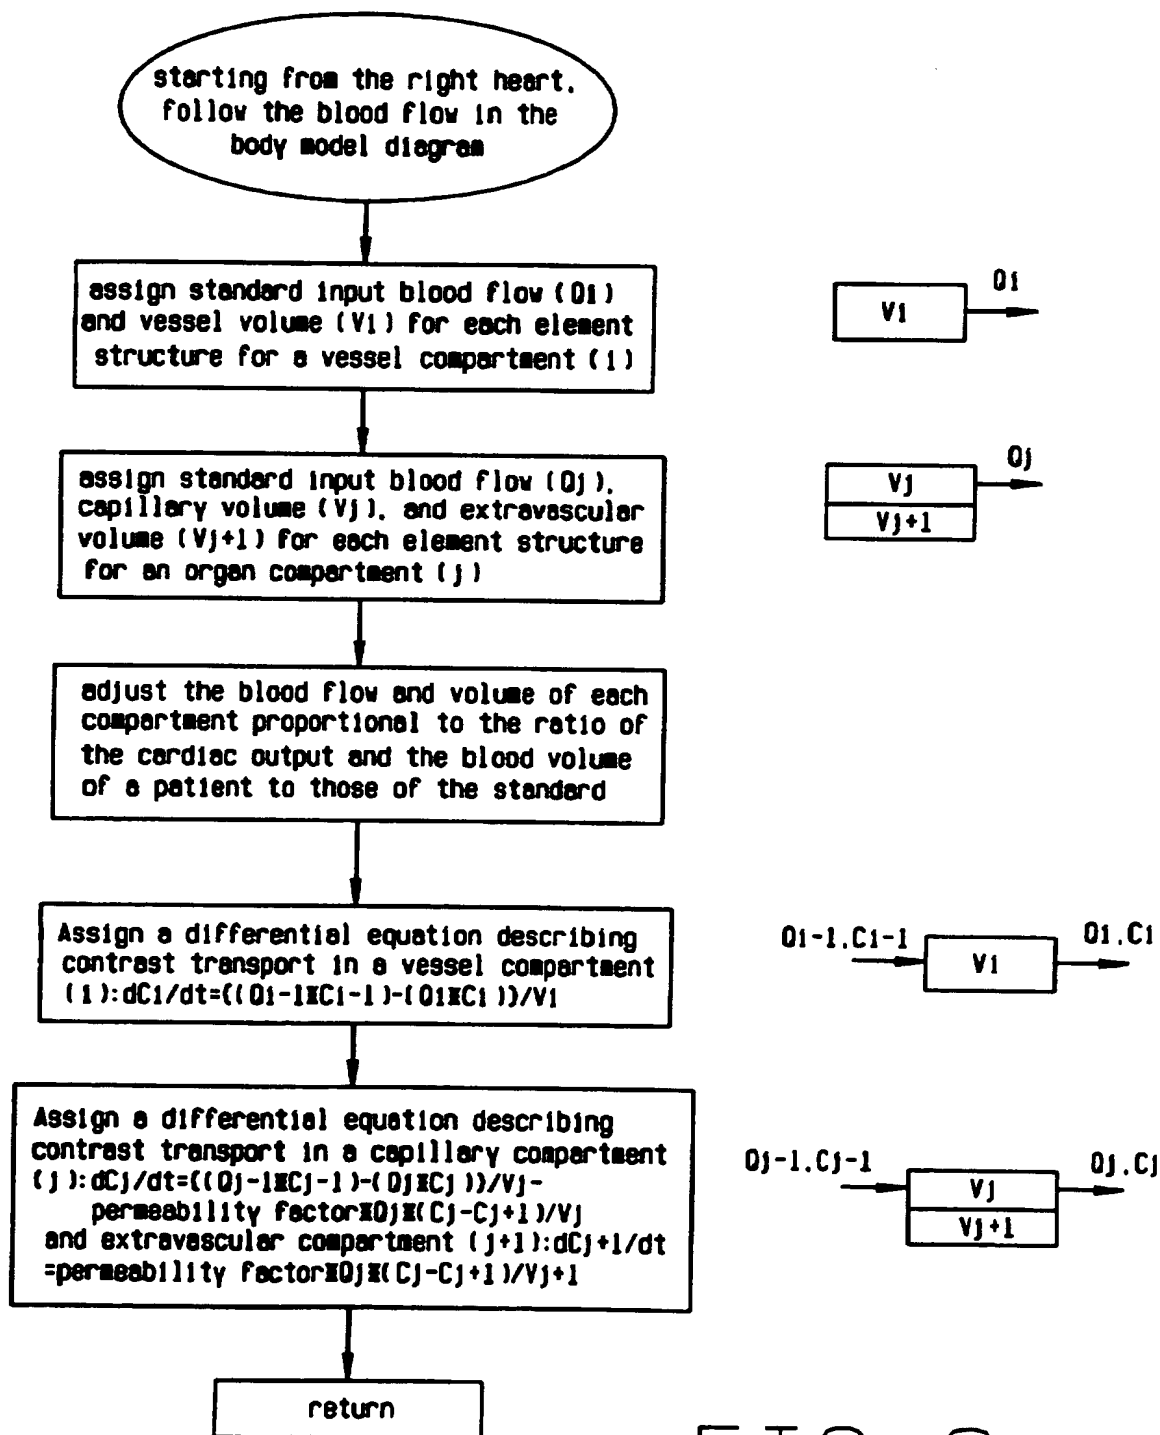 starting from the right heart,
follow the blood flow in the
body model diagram
assign standard input blood flow (Qi)
and vessel volume (Vi) for each element
structure for a vessel compartment (i)
Qi
Vi
assign standard input blood flow (Qj),
capillary volume (Vj), and extravascular
volume (Vj+1) for each element structure
for an organ compartment (j)
Qj
Vj
Vj+1
adjust the blood flow and volume of each
compartment proportional to the ratio of
the cardiac output and the blood volume
of a patient to those of the standard
Assign a differential equation describing
contrast transport in a vessel compartment
(i):dCi/dt={(Qi-1*Ci-1)-(Qi*Ci)}/Vi
Qi-1,Ci-1
Vi
Qi,Ci
Assign a differential equation describing
contrast transport in a capillary compartment
(j):dCj/dt={(Qj-1*Cj-1)-(Qj*Cj)}/Vj-
permeability factor*Qj*(Cj-Cj+1)/Vj
and extravascular compartment (j+1):dCj+1/dt
=permeability factor*Qj*(Cj-Cj+1)/Vj+1
Qj-1,Cj-1
Vj
Vj+1
Qj,Cj
return